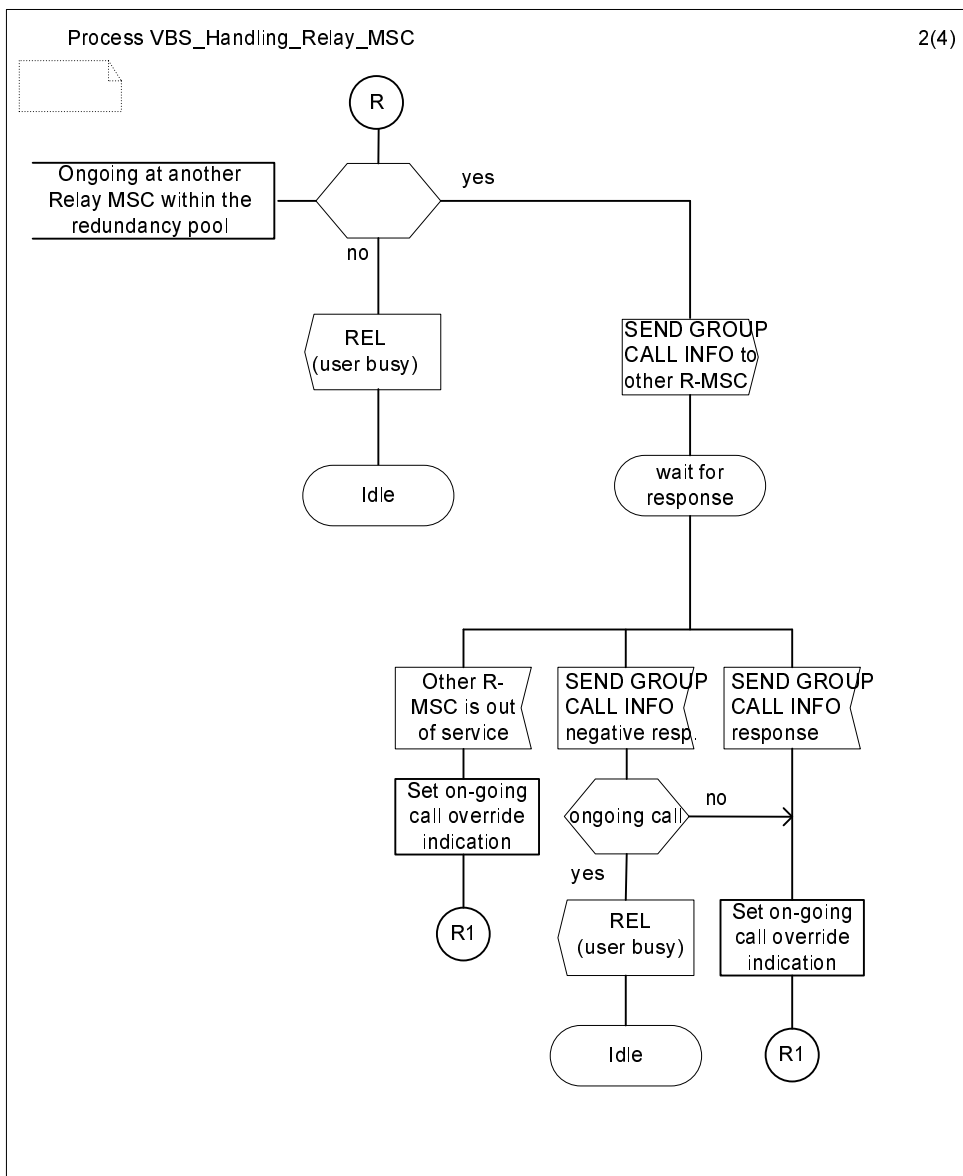 Process VBS_Handling_Relay_MSC
2(4)
R
Ongoing at another
Relay MSC within the
redundancy pool
yes
no
REL
(user busy)
SEND GROUP
CALL INFO to
other R-MSC
Idle
wait for
response
Other R-
MSC is out
of service
SEND GROUP
CALL INFO
negative resp.
SEND GROUP
CALL INFO
response
Set on-going
call override
indication
ongoing call
no
yes
R1
REL
(user busy)
Set on-going
call override
indication
Idle
R1